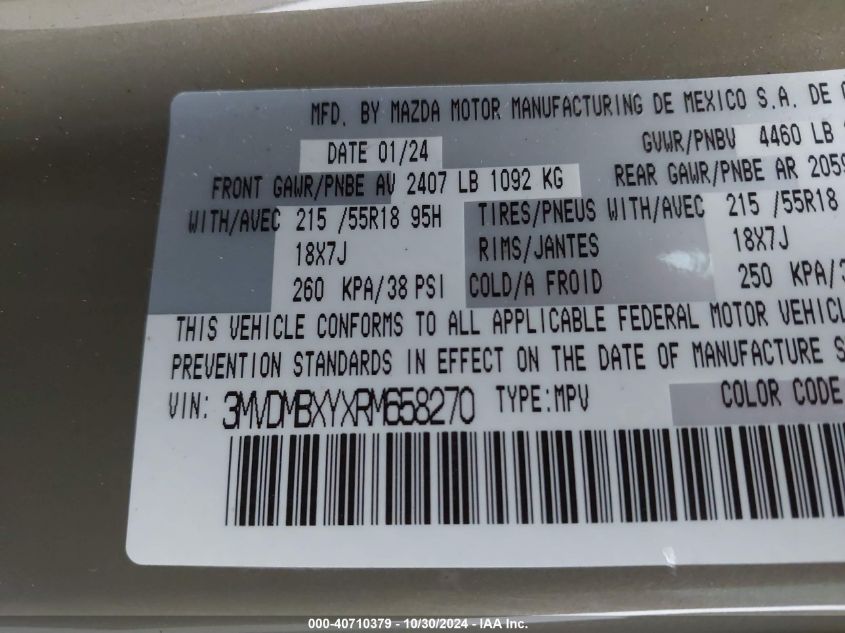 MFD. BY MAZDA MOTOR MANUFACTURING DE MEXICO S.A. DE
DATE 01/24 GVWR/PNBV 4460 LB
FRONT GAWR/PNBE AV 2407 LB 1092 KG REAR GAWR/PNBE AR 2059
WITH/AVEC 215 /55R18 95H TIRES/PNEUS WITH/AVEC 215 /55R18
18X7J RIMS/JANTES 18X7J
260 KPA/38 PSI COLD/A FROID 250 KPA/3
THIS VEHICLE CONFORMS TO ALL APPLICABLE FEDERAL MOTOR VEHICL
PREVENTION STANDARDS IN EFFECT ON THE DATE OF MANUFACTURE S
VIN: 3MVDMBXYXRM658270 TYPE:MPV COLOR CODE
000-40710379 - 10/30/2024 - IAA Inc.